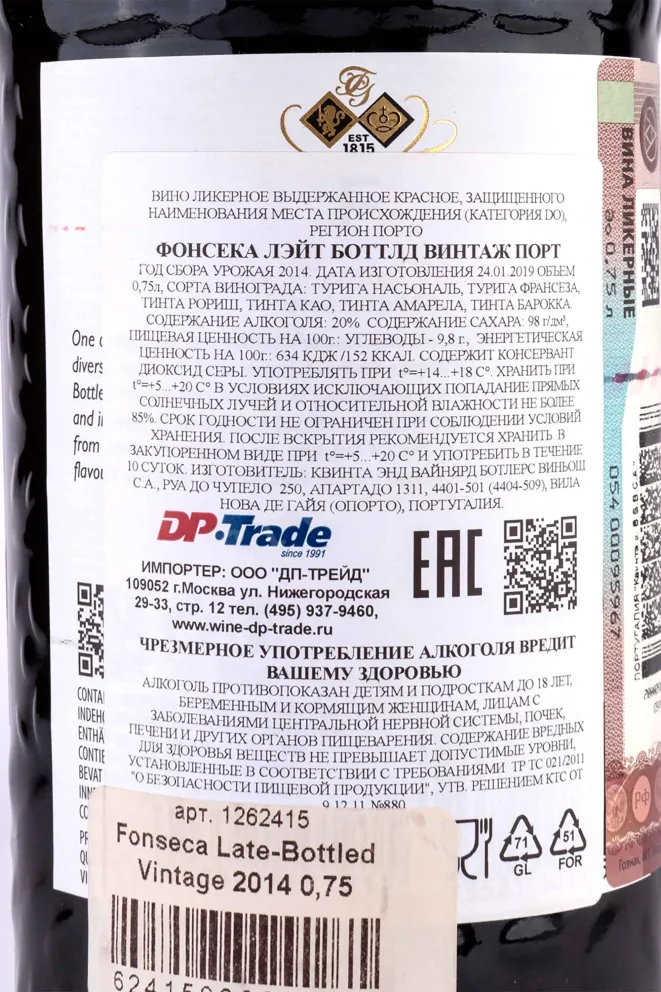 EST
1815
ВИНО ЛИКЕРНОЕ ВЫДЕРЖАННОЕ КРАСНОЕ, ЗАЩИЩЕННОГО
НАИМЕНОВАНИЯ МЕСТА ПРОИСХОЖДЕНИЯ (КАТЕГОРИЯ DO),
РЕГИОН ПОРТО
ФОНСЕКА ЛЭЙТ БОТТЛД ВИНТАЖ ПОРТ
ГОД СБОРА УРОЖАЯ 2014. ДАТА ИЗГОТОВЛЕНИЯ 24.01.2019 ОБЪЕМ
0,75л, СОРТА ВИНОГРАДА: ТУРИГА НАСЬОНАЛЬ, ТУРИГА ФРАНСЕЗА,
ТИНТА РОРИШ, ТИНТА КАО, ТИНТА АМАРЕЛА, ТИНТА БАРОККА.
СОДЕРЖАНИЕ АЛКОГОЛЯ: 20% СОДЕРЖАНИЕ САХАРА: 98 г/дм³,
ПИЩЕВАЯ ЦЕННОСТЬ НА 100г.: УГЛЕВОДЫ - 9,8 г., ЭНЕРГЕТИЧЕСКАЯ
ЦЕННОСТЬ НА 100г.: 634 КДЖ /152 ККАЛ. СОДЕРЖИТ КОНСЕРВАНТ
ДИОКСИД СЕРЫ. УПОТРЕБЛЯТЬ ПРИ t°=+14...+18 С°. ХРАНИТЬ ПРИ
t°=+5...+20 С° В УСЛОВИЯХ ИСКЛЮЧАЮЩИХ ПОПАДАНИЕ ПРЯМЫХ
СОЛНЕЧНЫХ ЛУЧЕЙ И ОТНОСИТЕЛЬНОЙ ВЛАЖНОСТИ НЕ БОЛЕЕ
85%. СРОК ГОДНОСТИ НЕ ОГРАНИЧЕН ПРИ СОБЛЮДЕНИИ УСЛОВИЙ
ХРАНЕНИЯ. ПОСЛЕ ВСКРЫТИЯ РЕКОМЕНДУЕТСЯ ХРАНИТЬ В
ЗАКУПОРЕННОМ ВИДЕ ПРИ t°=+5...+20 С° И УПОТРЕБИТЬ В ТЕЧЕНИЕ
10 СУТОК. ИЗГОТОВИТЕЛЬ: КВИНТА ЭНД ВАЙНЯРД БОТЛЕРС ВИНЬОШ
С.А., РУА ДО ЧУПЕЛО 250, АПАРТАДО 1311, 4401-501 (4404-509), ВИЛА
НОВА ДЕ ГАЙЯ (ОПОРТО), ПОРТУГАЛИЯ.
DP·Trade
since 1991
ЕАС
ИМПОРТЕР: ООО "ДП-ТРЕЙД"
109052 г.Москва ул. Нижегородская
29-33, стр. 12 тел. (495) 937-9460,
www.wine-dp-trade.ru
ЧРЕЗМЕРНОЕ УПОТРЕБЛЕНИЕ АЛКОГОЛЯ ВРЕДИТ
ВАШЕМУ ЗДОРОВЬЮ
АЛКОГОЛЬ ПРОТИВОПОКАЗАН ДЕТЯМ И ПОДРОСТКАМ ДО 18 ЛЕТ,
БЕРЕМЕННЫМ И КОРМЯЩИМ ЖЕНЩИНАМ, ЛИЦАМ С
ЗАБОЛЕВАНИЯМИ ЦЕНТРАЛЬНОЙ НЕРВНОЙ СИСТЕМЫ, ПОЧЕК,
ПЕЧЕНИ И ДРУГИХ ОРГАНОВ ПИЩЕВАРЕНИЯ. СОДЕРЖАНИЕ ВРЕДНЫХ
ДЛЯ ЗДОРОВЬЯ ВЕЩЕСТВ НЕ ПРЕВЫШАЕТ ДОПУСТИМЫЕ УРОВНИ,
УСТАНОВЛЕННЫЕ В СООТВЕТСТВИИ С ТРЕБОВАНИЯМИ ТР ТС 021/2011
"О БЕЗОПАСНОСТИ ПИЩЕВОЙ ПРОДУКЦИИ", УТВ. РЕШЕНИЕМ КТС ОТ
9.12.11 №880
71
GL
51
FOR
арт. 1262415
Fonseca Late-Bottled
Vintage 2014 0,75
One
divers
Bottle
and i
from
flavou
CONTA
INDEH
ENTHÄ
CONTIE
BEVAT
ВИНА ЛИКЕРНЫЕ
до 0,75 л
054 000095967
ПОРТУГАЛИЯ
РФ